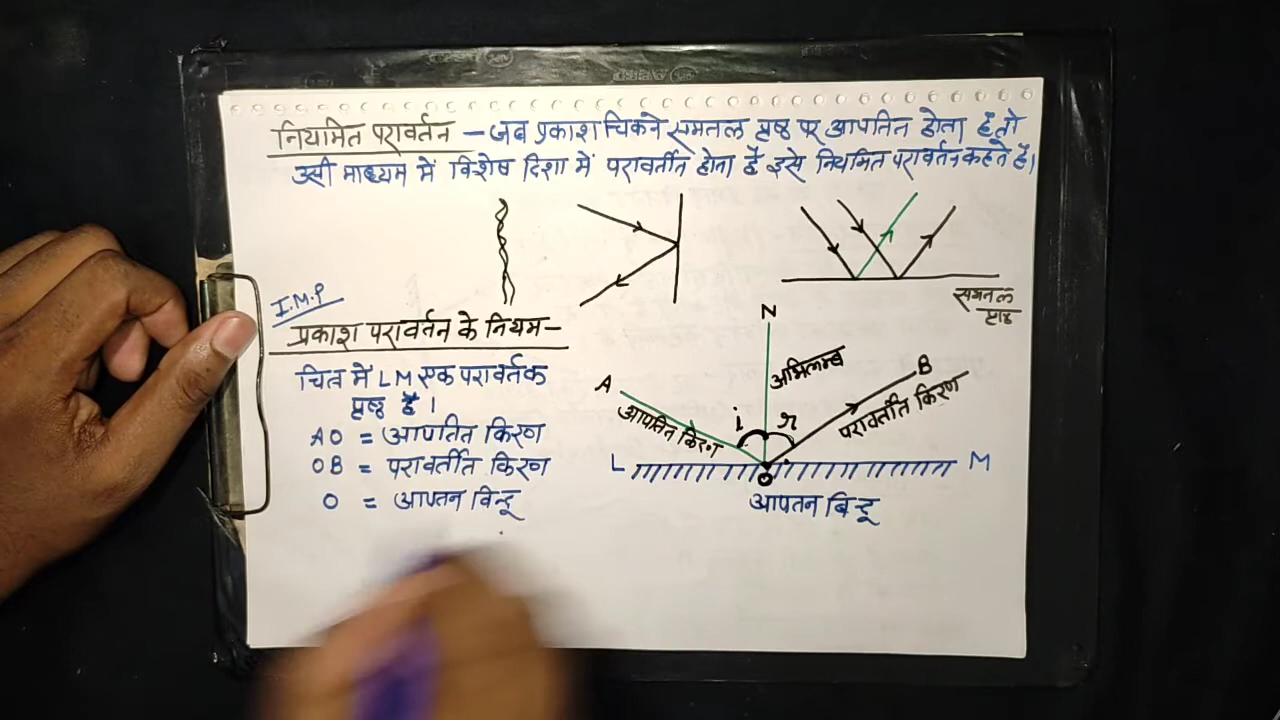 नियामित परावर्तन – जब प्रकाश चिकने समतल पृष्ठ पर आपतित होता है तो
उसी माध्यम में विशेष दिशा में परावर्तीत होता है इसे नियमित परावर्तन कहते है।
समतल
पृष्ठ
I.M.P
प्रकाश परावर्तन के नियम–
चित्र में LM एक परावर्तक
पृष्ठ है।
AO = आपतित किरण
OB = परावर्तीत किरण
O = आपतन विन्दू
N
अभिलम्ब
A
आपतित किरण
i
r
B
परावर्तीत किरण
L
M
O
आपतन बिन्दू